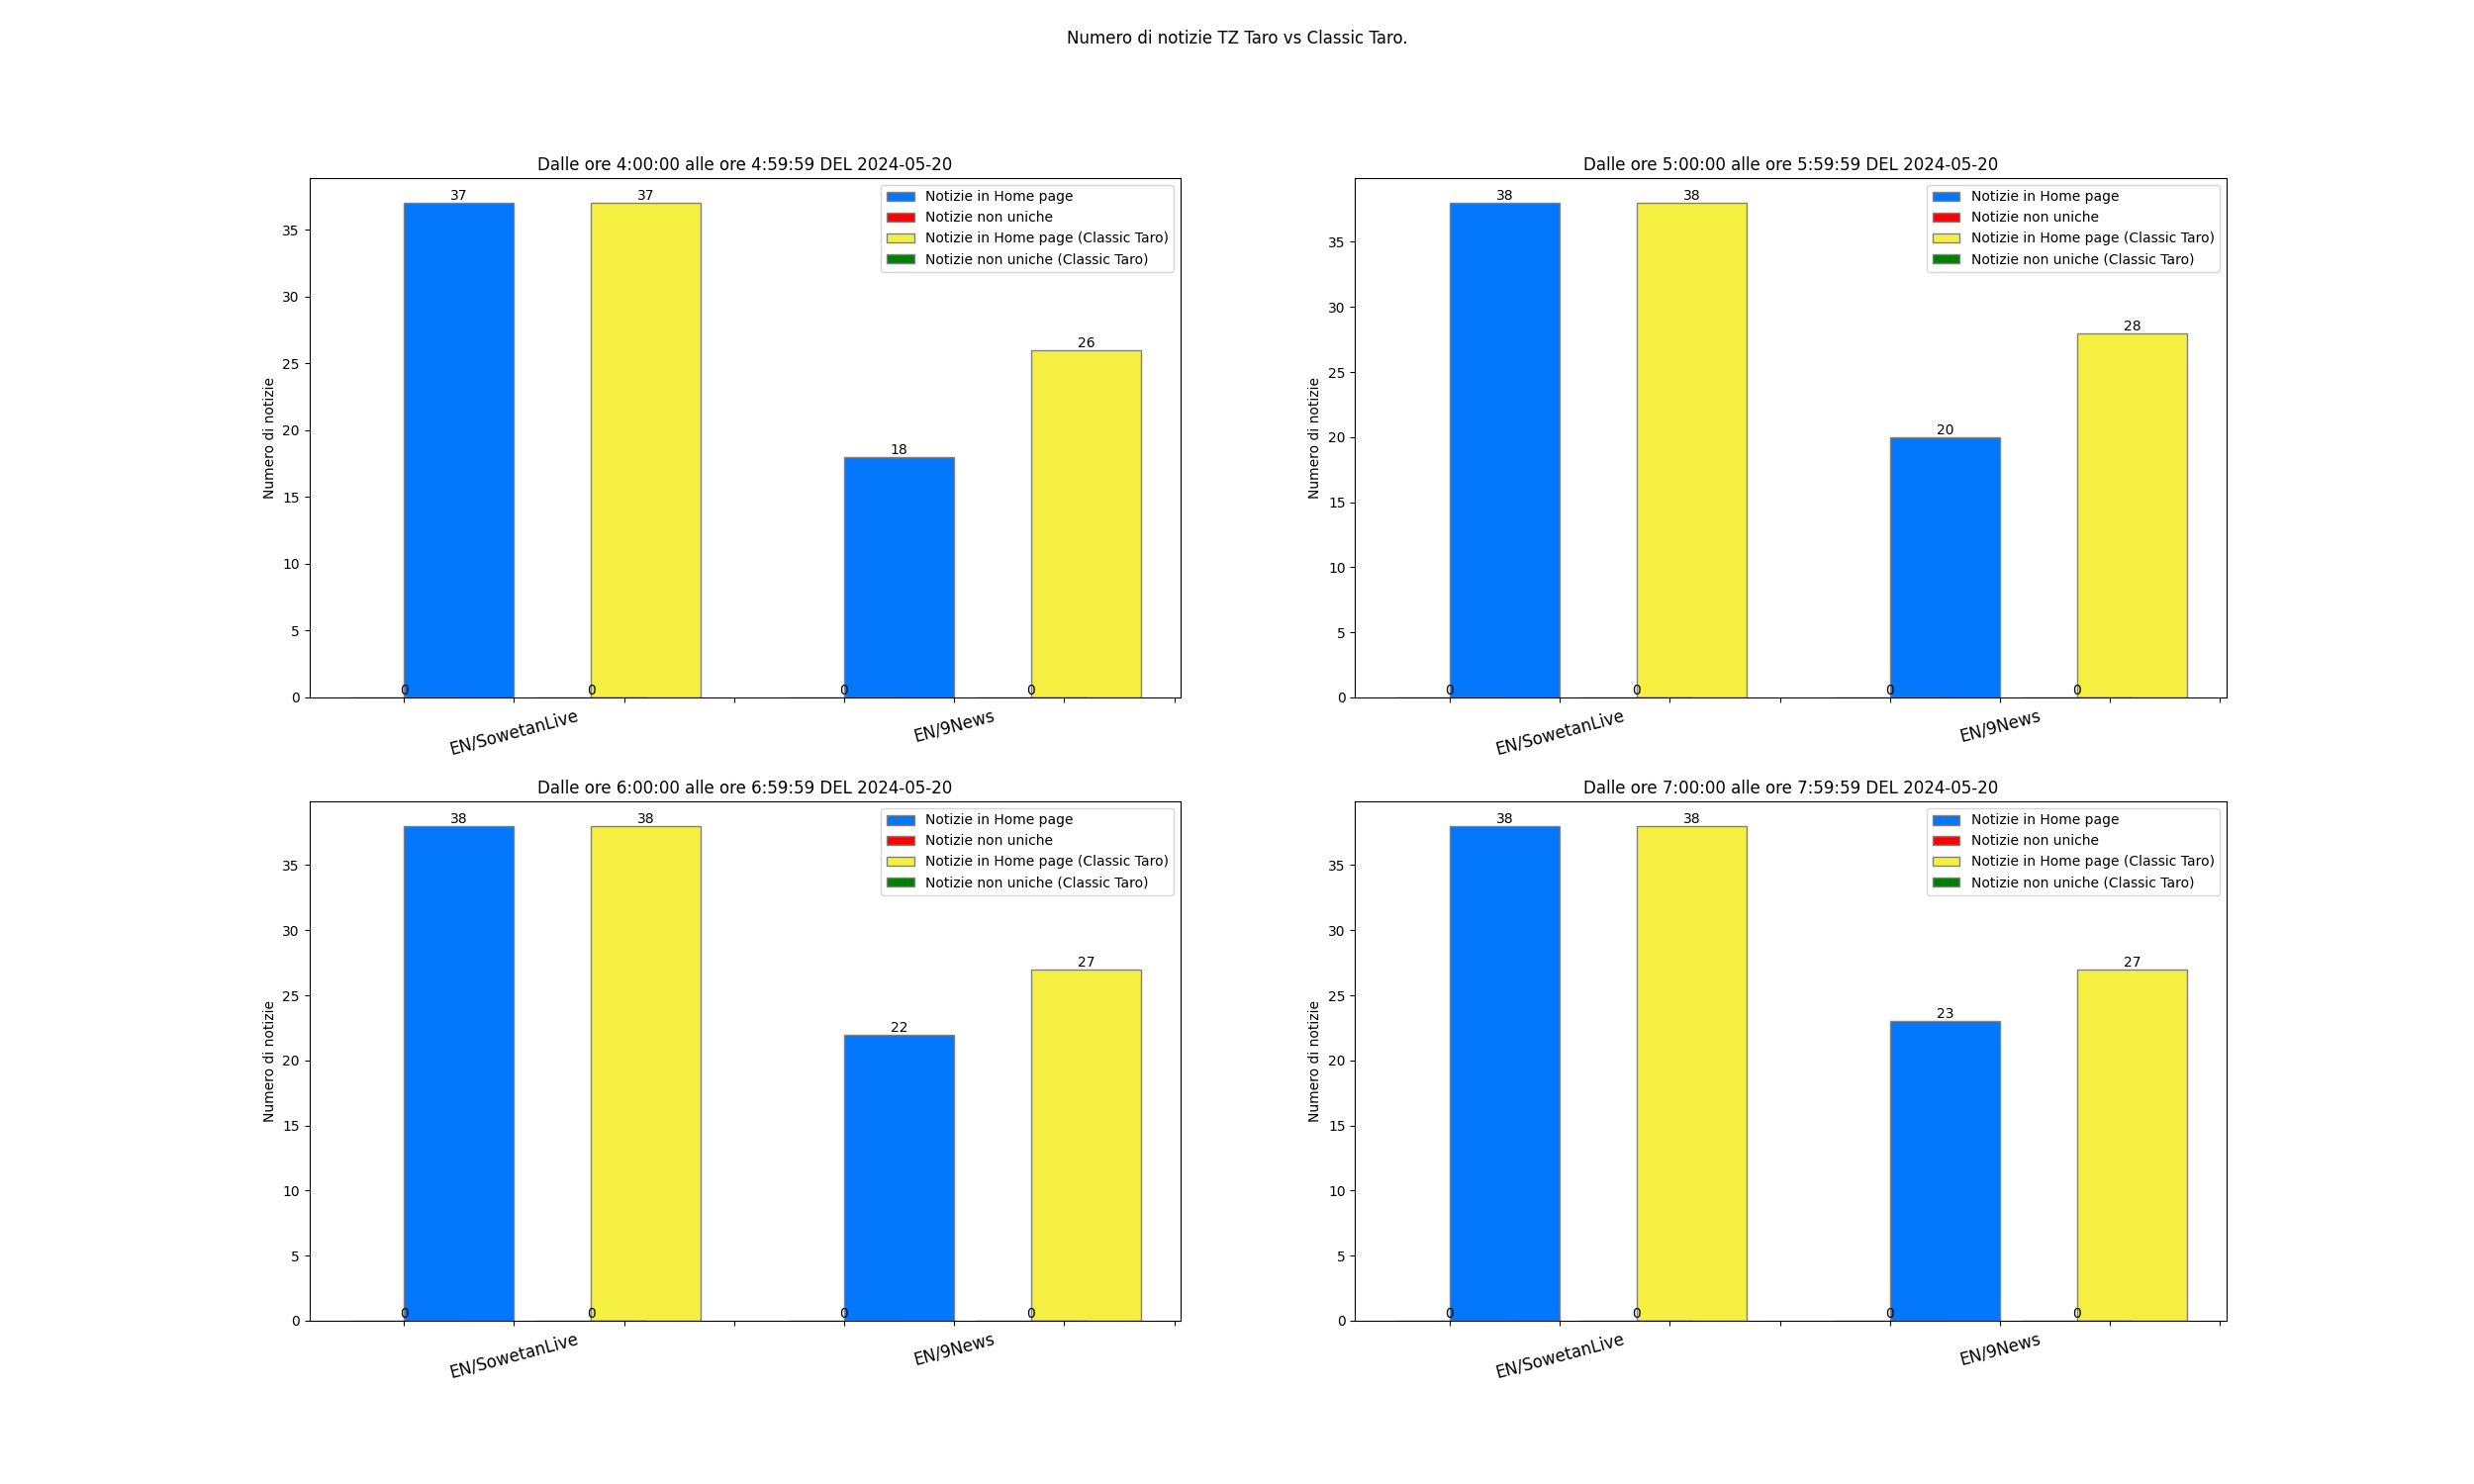 Numero di notizie TZ Taro vs Classic Taro.
Dalle ore 4:00:00 alle ore 4:59:59 DEL 2024-05-20
Numero di notizie
35
30
25
20
15
10
5
0
37
37
18
26
0
0
0
0
Notizie in Home page
Notizie non uniche
Notizie in Home page (Classic Taro)
Notizie non uniche (Classic Taro)
EN/SowetanLive
EN/9News
Dalle ore 5:00:00 alle ore 5:59:59 DEL 2024-05-20
Numero di notizie
35
30
25
20
15
10
5
0
38
38
20
28
0
0
0
0
Notizie in Home page
Notizie non uniche
Notizie in Home page (Classic Taro)
Notizie non uniche (Classic Taro)
EN/SowetanLive
EN/9News
Dalle ore 6:00:00 alle ore 6:59:59 DEL 2024-05-20
Numero di notizie
35
30
25
20
15
10
5
0
38
38
22
27
0
0
0
0
Notizie in Home page
Notizie non uniche
Notizie in Home page (Classic Taro)
Notizie non uniche (Classic Taro)
EN/SowetanLive
EN/9News
Dalle ore 7:00:00 alle ore 7:59:59 DEL 2024-05-20
Numero di notizie
35
30
25
20
15
10
5
0
38
38
23
27
0
0
0
0
Notizie in Home page
Notizie non uniche
Notizie in Home page (Classic Taro)
Notizie non uniche (Classic Taro)
EN/SowetanLive
EN/9News